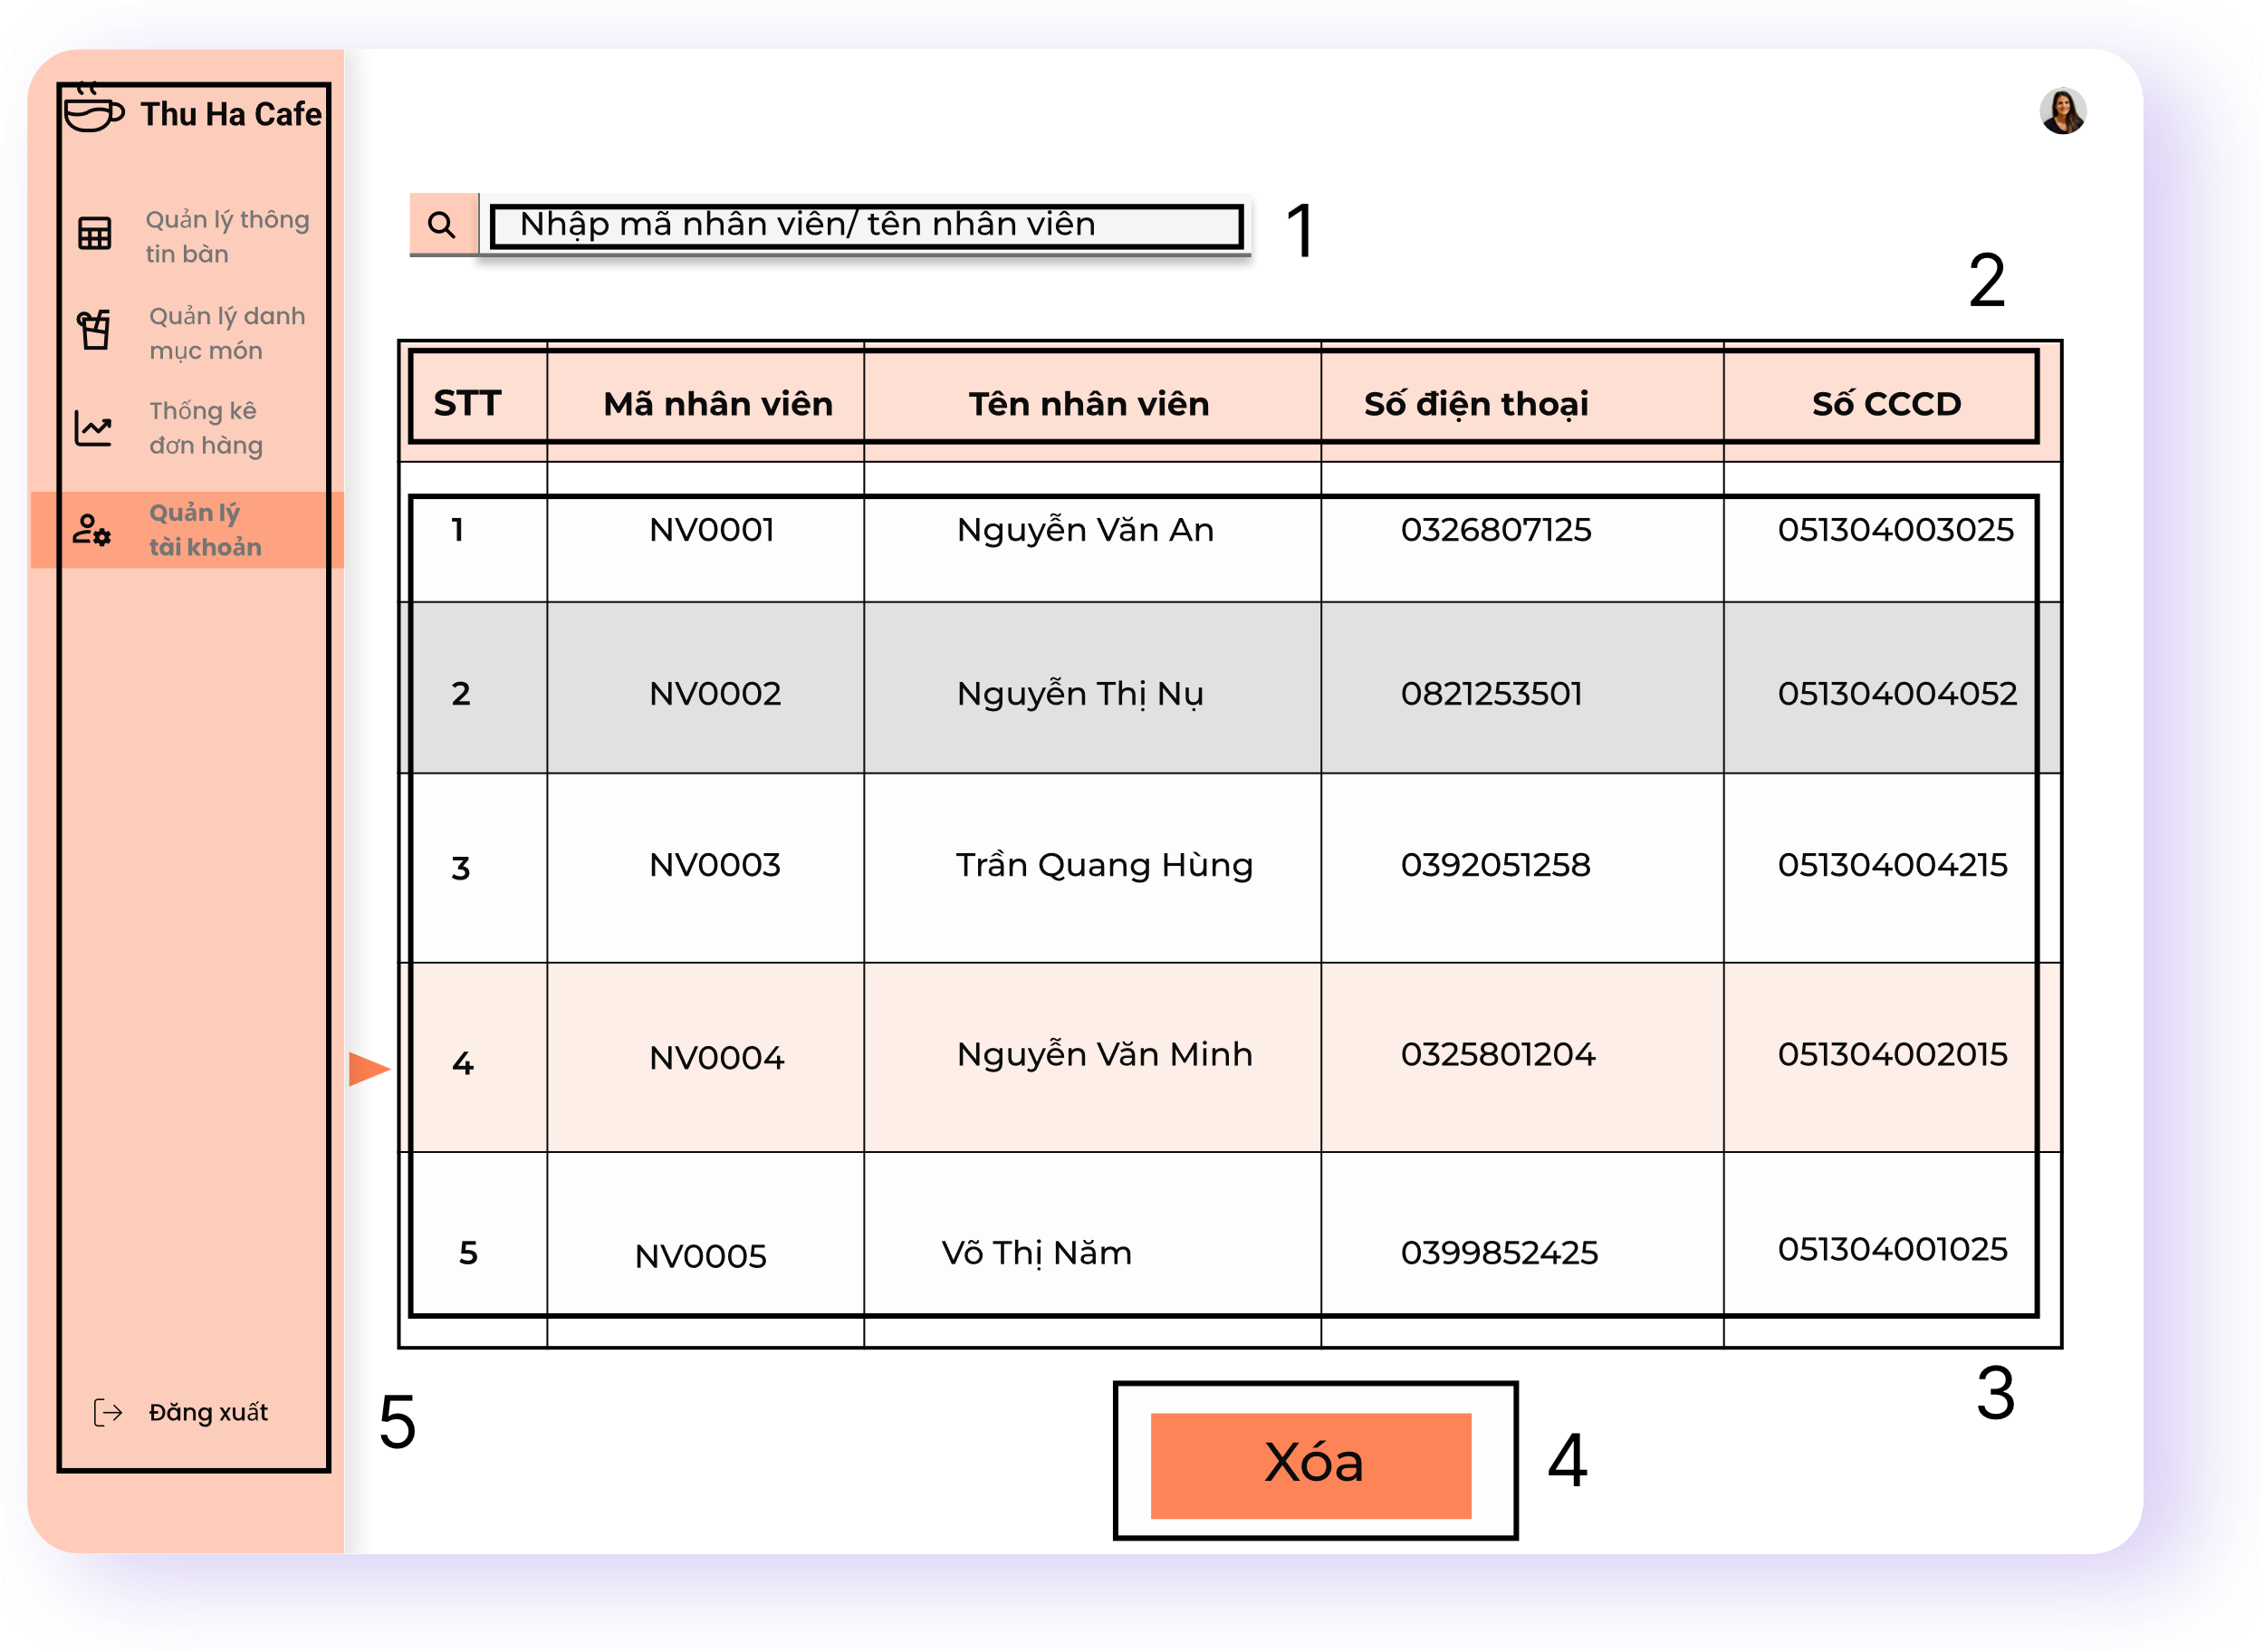 Thu Ha Cafe
Quản lý thông
tin bàn
Quản lý danh
mục món
Thống kê
đơn hàng
Quản lý
tài khoản
Đăng xuất
5
Nhập mã nhân viên/ tên nhân viên
1
2
STT Mã nhân viên Tên nhân viên Số điện thoại Số CCCD
1 NV0001 Nguyễn Văn An 0326807125 051304003025
2 NV0002 Nguyễn Thị Nụ 0821253501 051304004052
3 NV0003 Trần Quang Hùng 0392051258 051304004215
4 NV0004 Nguyễn Văn Minh 0325801204 051304002015
5 NV0005 Võ Thị Năm 0399852425 051304001025
3
Xóa
4